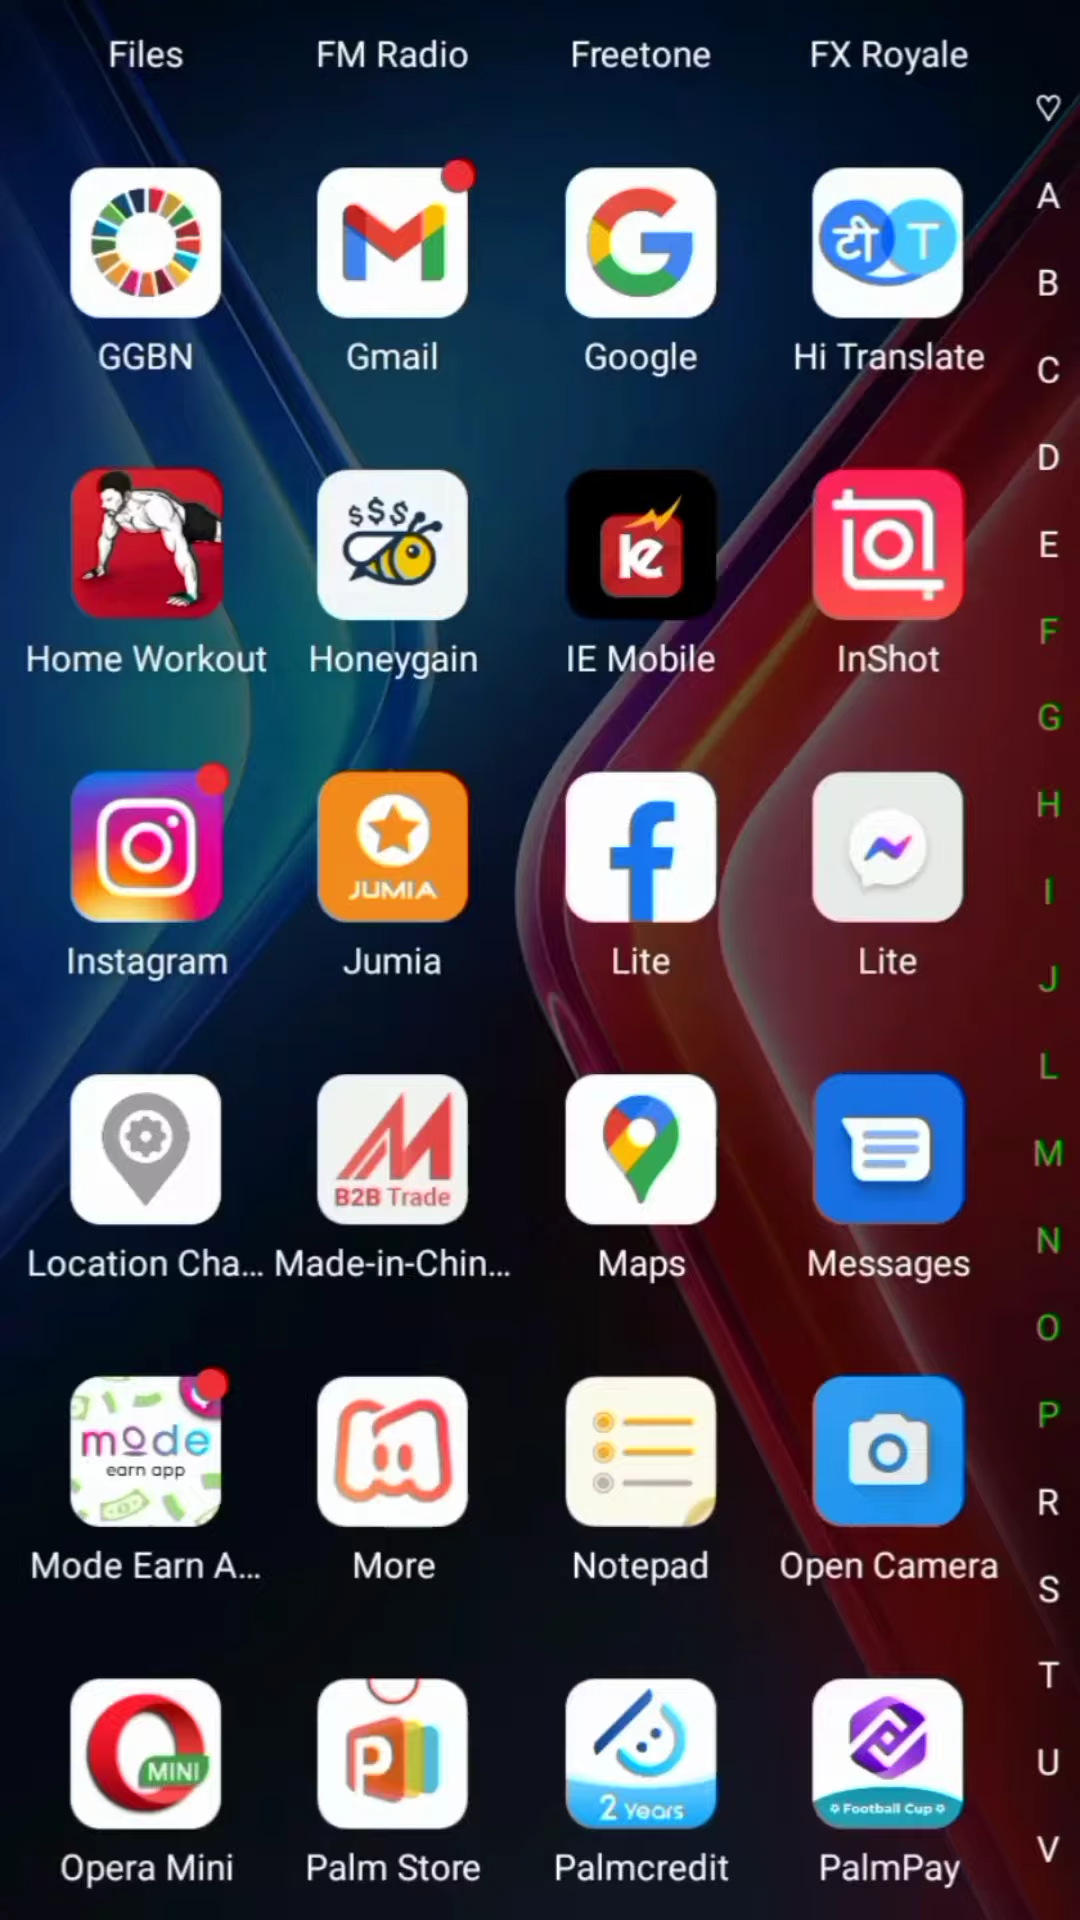 Files FM Radio Freetone FX Royale
♡
A
टी T
B
GGBN Gmail Google Hi Translate
C
D
$$$
IE
E
F
Home Workout Honeygain IE Mobile InShot
G
H
JUMIA
I
Instagram Jumia Lite Lite
J
L
M
B2B Trade
N
Location Cha... Made-in-Chin... Maps Messages
O
P
mode
earn app
R
Mode Earn A... More Notepad Open Camera
S
T
P
MINI
U
2 Years
Football Cup
V
Opera Mini Palm Store Palmcredit PalmPay